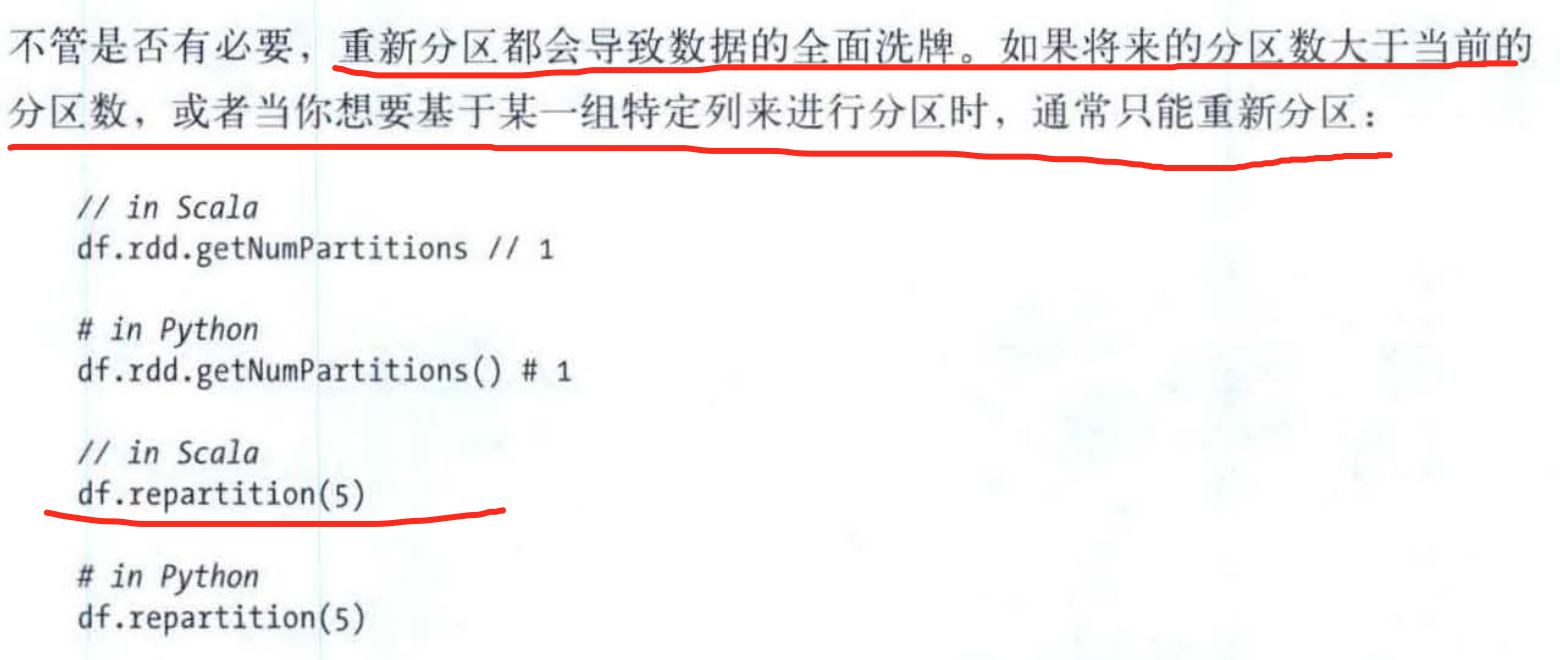 不管是否有必要，重新分区都会导致数据的全面洗牌。如果将来的分区数大于当前的
分区数，或者当你想要基于某一组特定列来进行分区时，通常只能重新分区：
// in Scala
df.rdd.getNumPartitions // 1
# in Python
df.rdd.getNumPartitions() # 1
// in Scala
df.repartition(5)
# in Python
df.repartition(5)